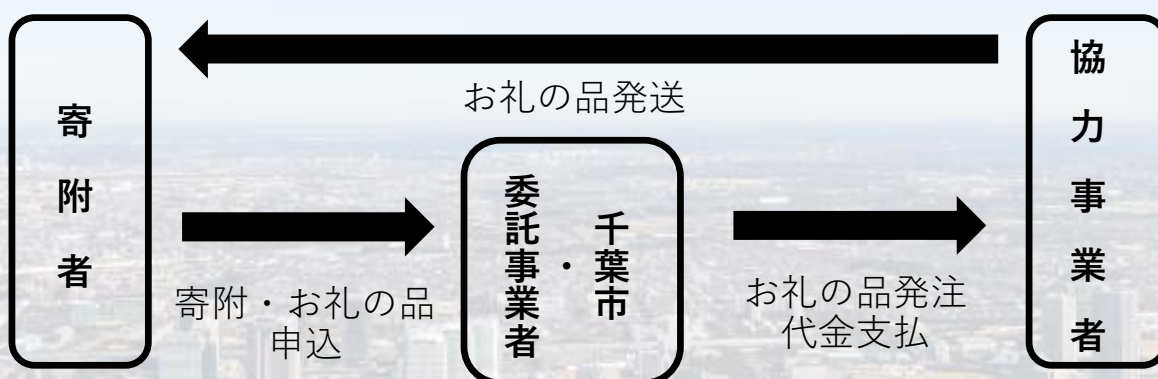 お礼の品発送
寄附者
寄附・お礼の品
申込
千葉市
・
委託事業者
お礼の品発注
代金支払
協力事業者